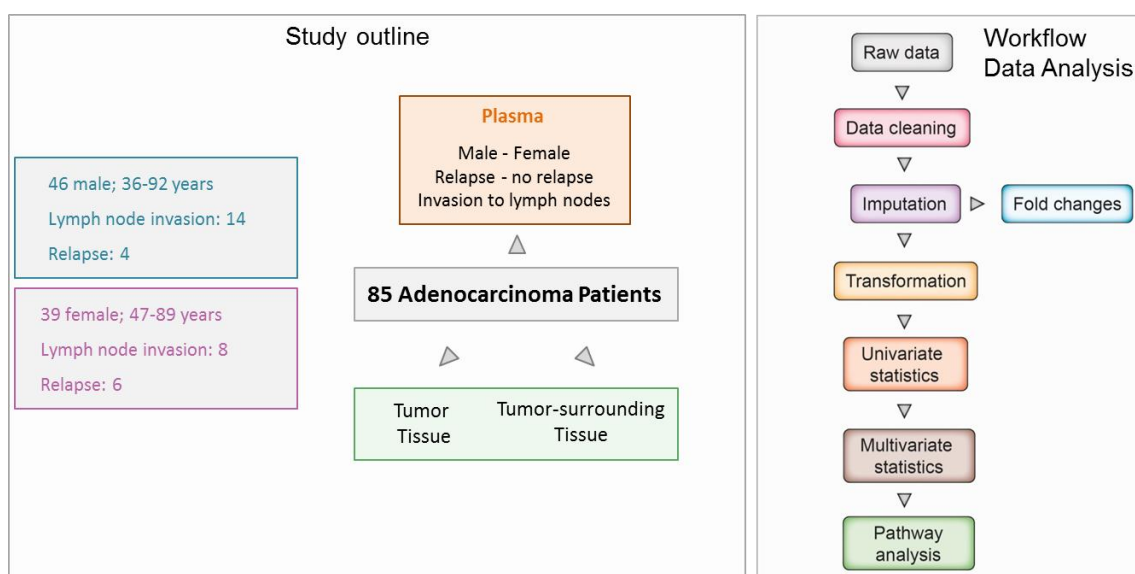 Study outline
Plasma
Male - Female
Relapse - no relapse
Invasion to lymph nodes
46 male; 36-92 years
Lymph node invasion: 14
Relapse: 4
85 Adenocarcinoma Patients
39 female; 47-89 years
Lymph node invasion: 8
Relapse: 6
Tumor
Tissue
Tumor-surrounding
Tissue
Workflow
Data Analysis
Raw data
Data cleaning
Imputation
Fold changes
Transformation
Univariate
statistics
Multivariate
statistics
Pathway
analysis